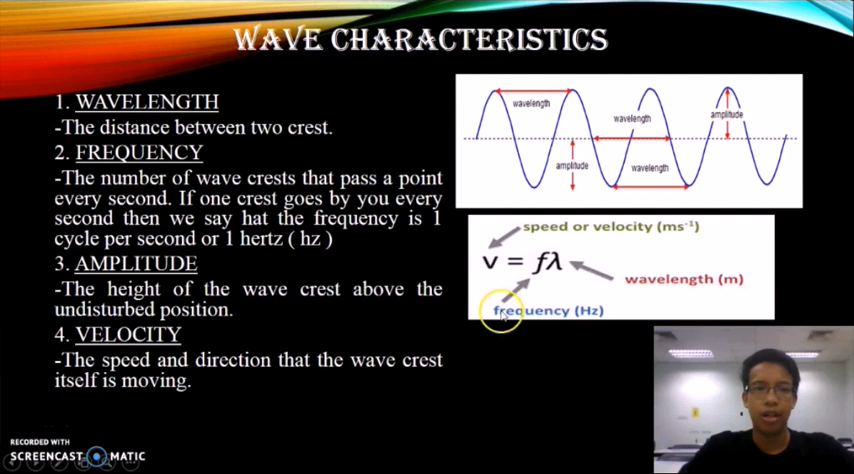 WAVE CHARACTERISTICS
1. WAVELENGTH
-The distance between two crest.
2. FREQUENCY
-The number of wave crests that pass a point
every second. If one crest goes by you every
second then we say hat the frequency is 1
cycle per second or 1 hertz ( hz )
3. AMPLITUDE
-The height of the wave crest above the
undisturbed position.
4. VELOCITY
-The speed and direction that the wave crest
itself is moving.
wavelength
wavelength
amplitude
amplitude
wavelength
speed or velocity (ms⁻¹)
v = fλ
wavelength (m)
frequency (Hz)
RECORDED WITH
SCREENCAST MATIC